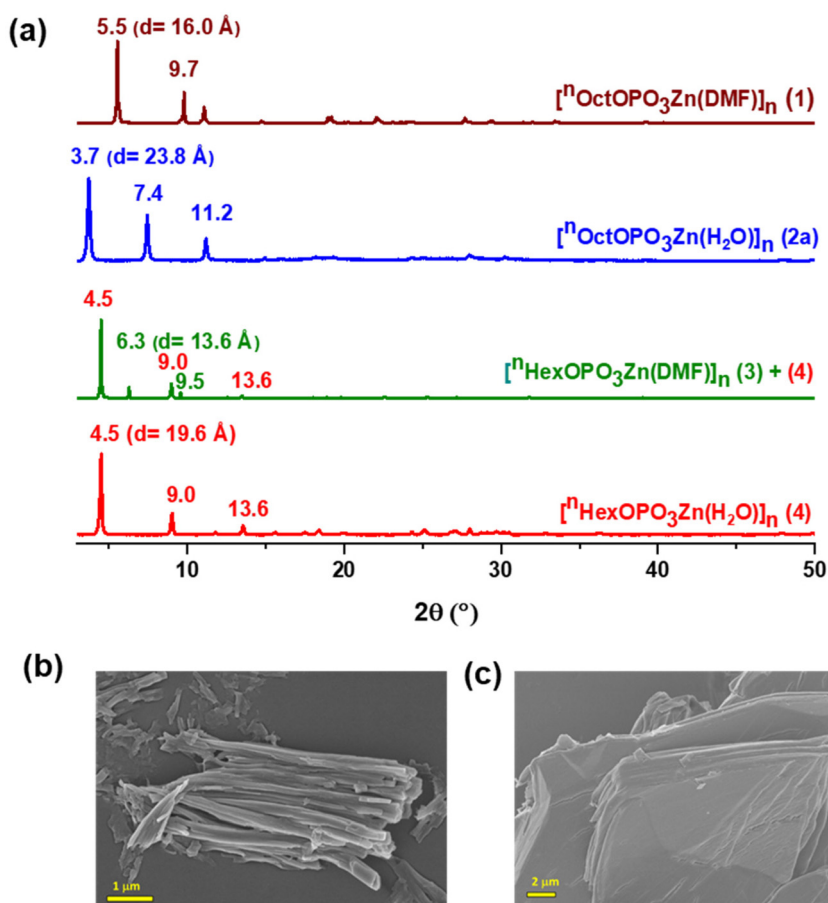 (a)
5.5 (d= 16.0 Å)
9.7
[ⁿOctOPO₃Zn(DMF)]ₙ (1)
3.7 (d= 23.8 Å)
7.4
11.2
[ⁿOctOPO₃Zn(H₂O)]ₙ (2a)
4.5
6.3 (d= 13.6 Å)
9.0
9.5
13.6
[ⁿHexOPO₃Zn(DMF)]ₙ (3) + (4)
4.5 (d= 19.6 Å)
9.0
13.6
[ⁿHexOPO₃Zn(H₂O)]ₙ (4)
10 20 30 40 50
2θ (°)
(b)
(c)
1 µm
2 µm